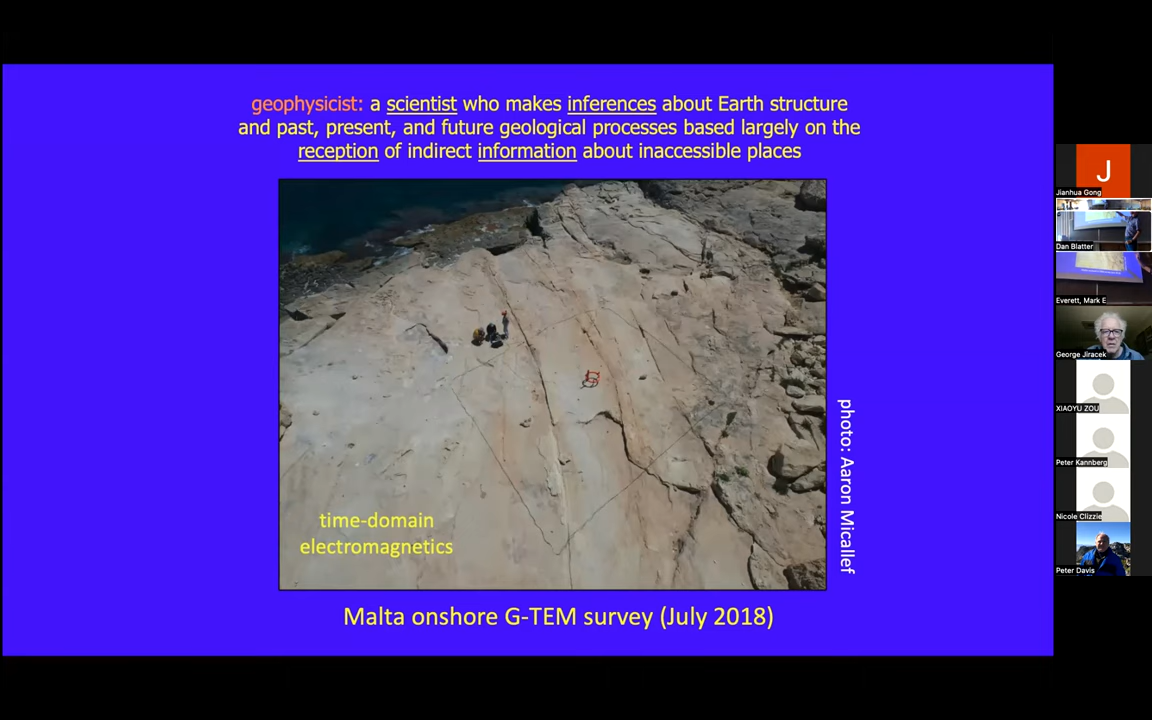 geophysicist: a scientist who makes inferences about Earth structure
and past, present, and future geological processes based largely on the
reception of indirect information about inaccessible places
time-domain
electromagnetics
photo: Aaron Micallef
Malta onshore G-TEM survey (July 2018)
J
Jianhua Gong
Dan Blatter
Everett, Mark E
George Jiracek
XIAOYU ZOU
Peter Kannberg
Nicole Clizzie
Peter Davis